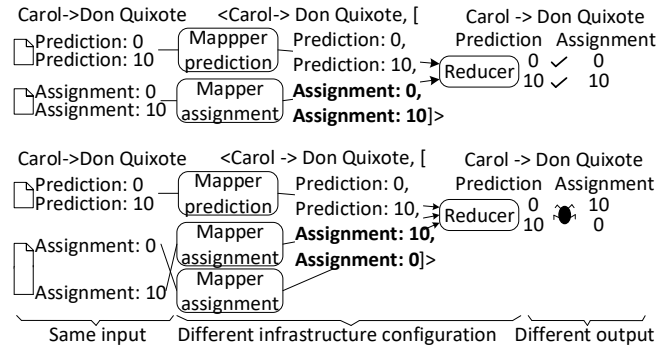 Carol->Don Quixote <Carol->Don Quixote, [ Carol -> Don Quixote
Prediction: 0 Mappper Prediction: 0, Prediction Assignment
Prediction: 10 prediction Prediction: 10, 0 ✓ 0
Assignment: 0 Mapper Assignment: 0, Reducer 10 ✓ 10
Assignment: 10 assignment Assignment: 10]>
Carol->Don Quixote <Carol -> Don Quixote, [ Carol -> Don Quixote
Prediction: 0 Mapper Prediction: 0, Prediction Assignment
Prediction: 10 prediction Prediction: 10, 0 10
Assignment: 0 Mapper Assignment: 10, Reducer 10 0
assignment Assignment: 0]>
Assignment: 10 Mapper
assignment
Same input Different infrastructure configuration Different output